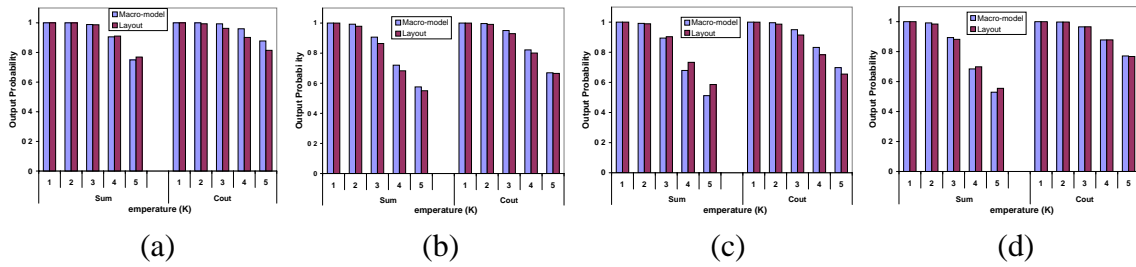 Output Probability
1
0 8
0 6
0 4
0 2
0
Macro-model
Layout
1 2 3 4 5 1 2 3 4 5
Sum Cout
emperature (K)
(a)
Output Probabi ity
1
0 8
0 6
0 4
0 2
0
Macro-model
Layout
1 2 3 4 5 1 2 3 4 5
Sum Cout
emperature (K)
(b)
Output Probability
1
0 8
0 6
0 4
0 2
0
Macro-model
Layout
1 2 3 4 5 1 2 3 4 5
Sum Cout
emperature (K)
(c)
Output Probability
1
0 8
0 6
0 4
0 2
0
Macro-model
Layout
1 2 3 4 5 1 2 3 4 5
Sum Cout
emperature (K)
(d)